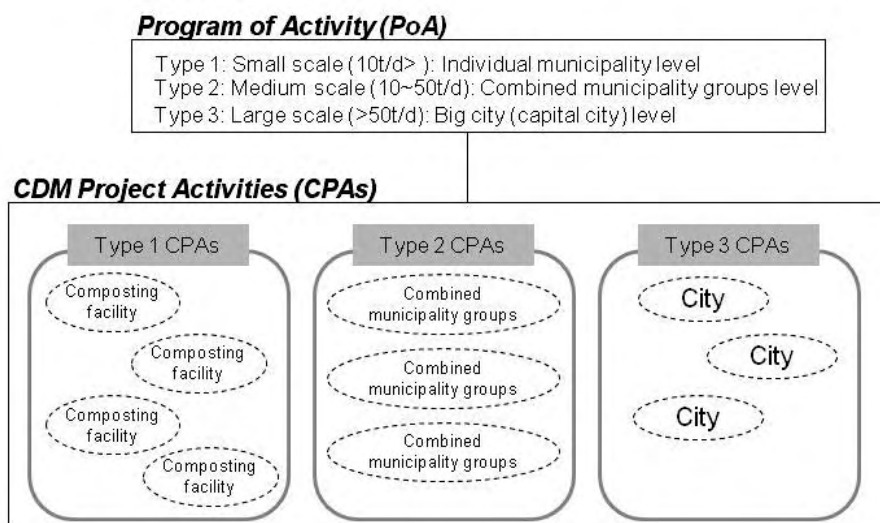 Program of Activity (PoA)
Type 1: Small scale (10t/d> ): Individual municipality level
Type 2: Medium scale (10~50t/d): Combined municipality groups level
Type 3: Large scale (>50t/d): Big city (capital city) level
CDM Project Activities (CPAs)
Type 1 CPAs
Composting
facility
Composting
facility
Composting
facility
Composting
facility
Type 2 CPAs
Combined
municipality groups
Combined
municipality groups
Combined
municipality groups
Type 3 CPAs
City
City
City